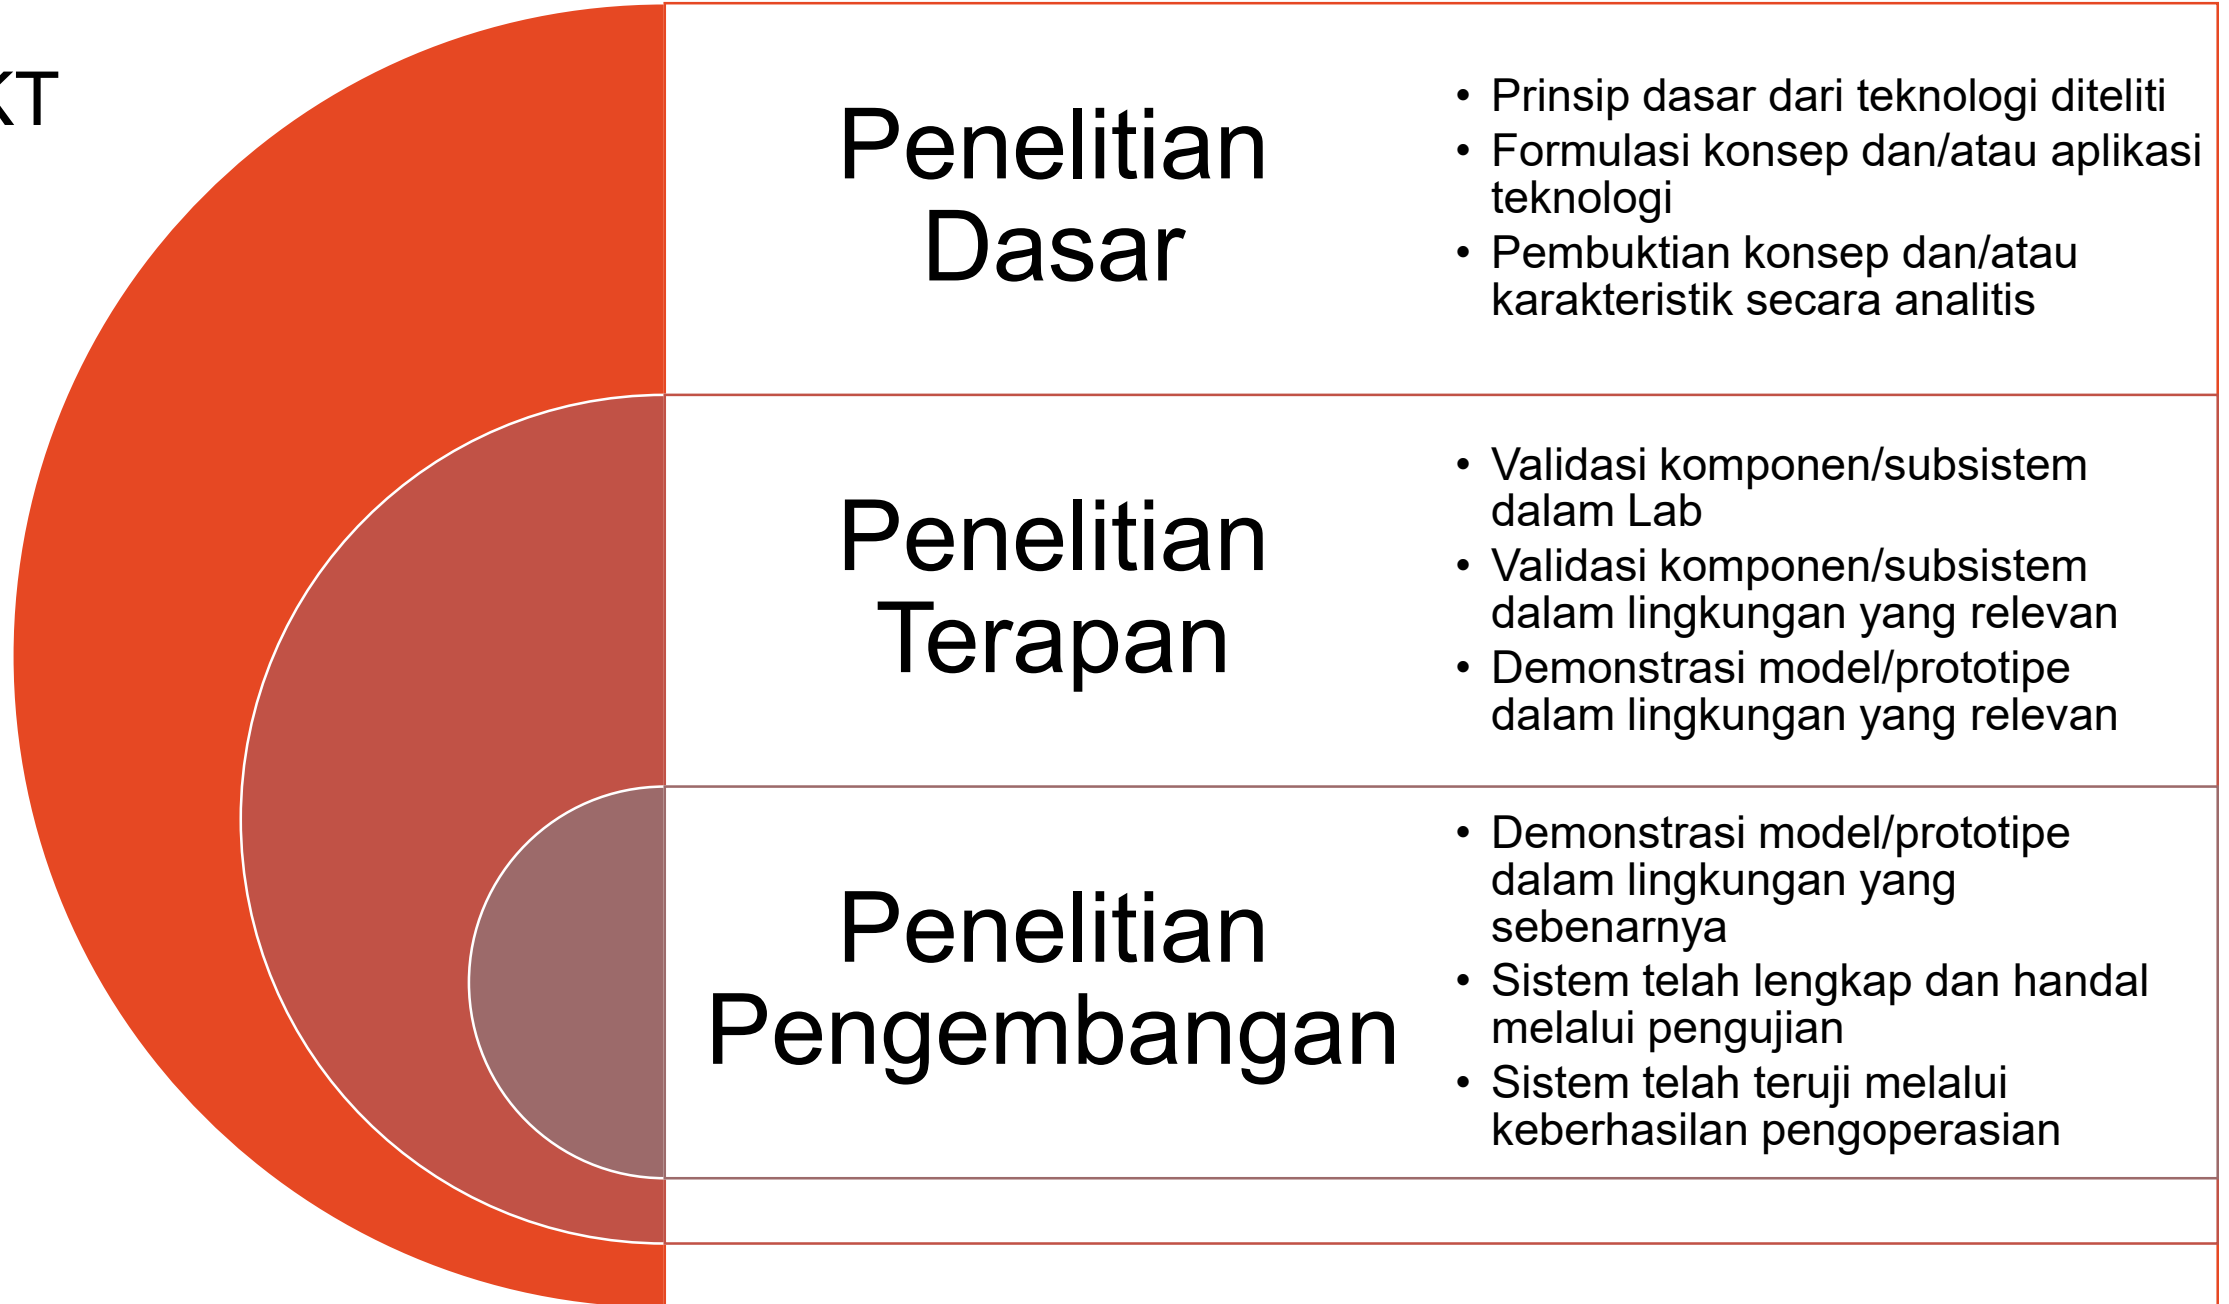 KT
Penelitian
Dasar
• Prinsip dasar dari teknologi diteliti
• Formulasi konsep dan/atau aplikasi
teknologi
• Pembuktian konsep dan/atau
karakteristik secara analitis
Penelitian
Terapan
• Validasi komponen/subsistem
dalam Lab
• Validasi komponen/subsistem
dalam lingkungan yang relevan
• Demonstrasi model/prototipe
dalam lingkungan yang relevan
Penelitian
Pengembangan
• Demonstrasi model/prototipe
dalam lingkungan yang
sebenarnya
• Sistem telah lengkap dan handal
melalui pengujian
• Sistem telah teruji melalui
keberhasilan pengoperasian